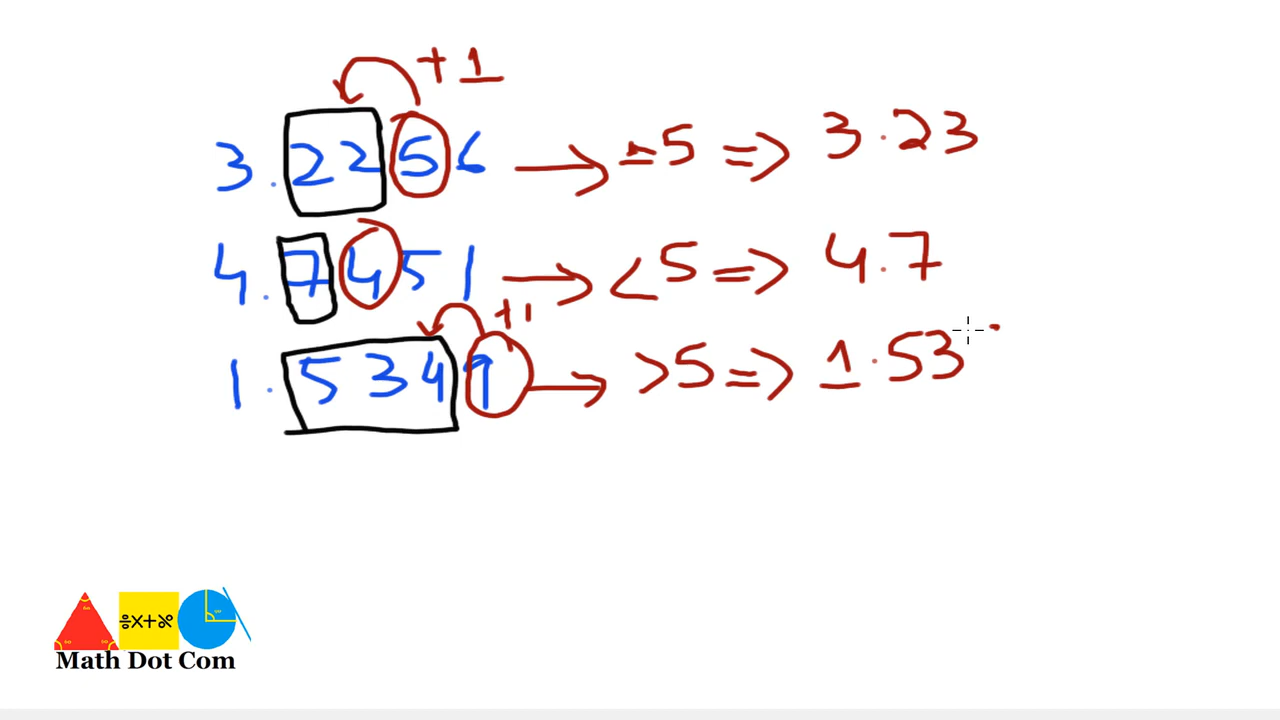 +1
3.2256 → =5 => 3.23
4.7451 → <5 => 4.7
+1
1.5349 → >5 => 1.53
÷x+%
Math Dot Com